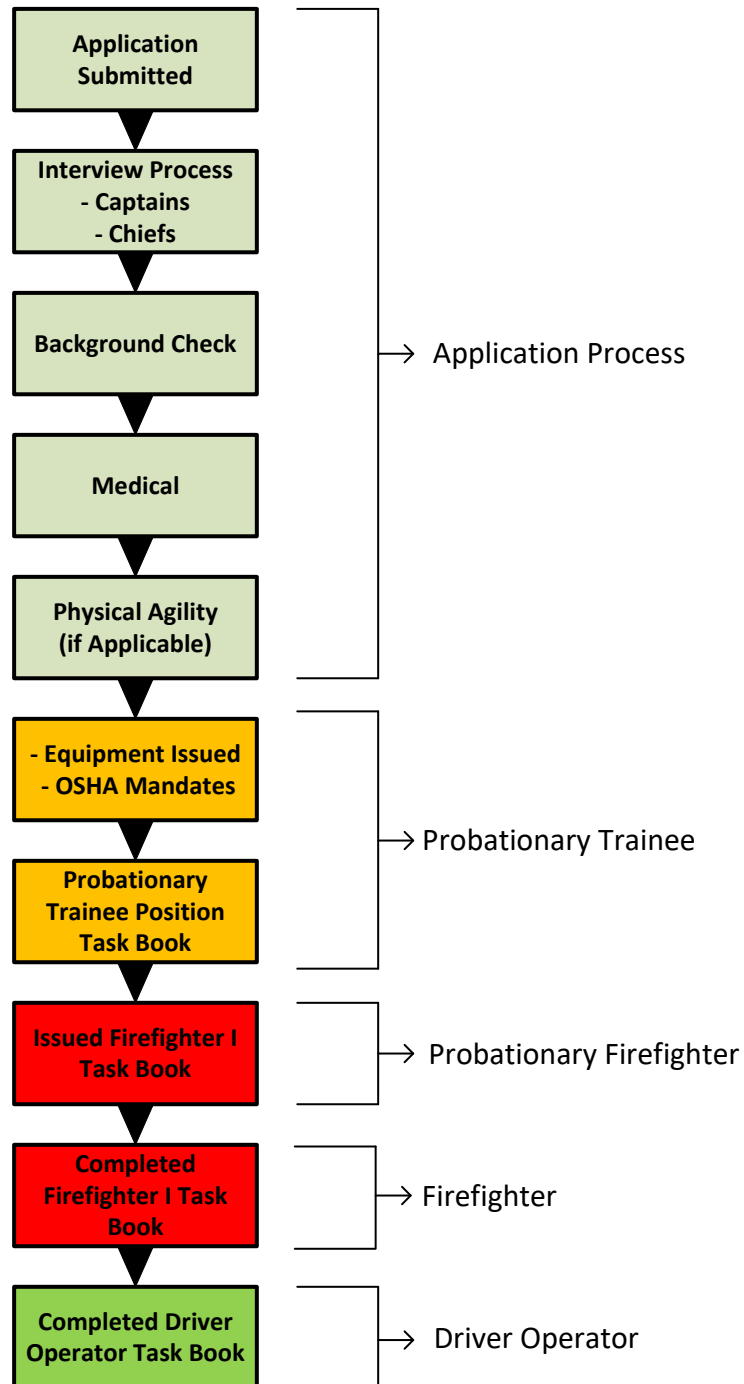 Application
Submitted
Interview Process
- Captains
- Chiefs
Background Check
Medical
Physical Agility
(if Applicable)
Application Process
- Equipment Issued
- OSHA Mandates
Probationary
Trainee Position
Task Book
Probationary Trainee
Issued Firefighter I
Task Book
Probationary Firefighter
Completed
Firefighter I Task
Book
Firefighter
Completed Driver
Operator Task Book
Driver Operator